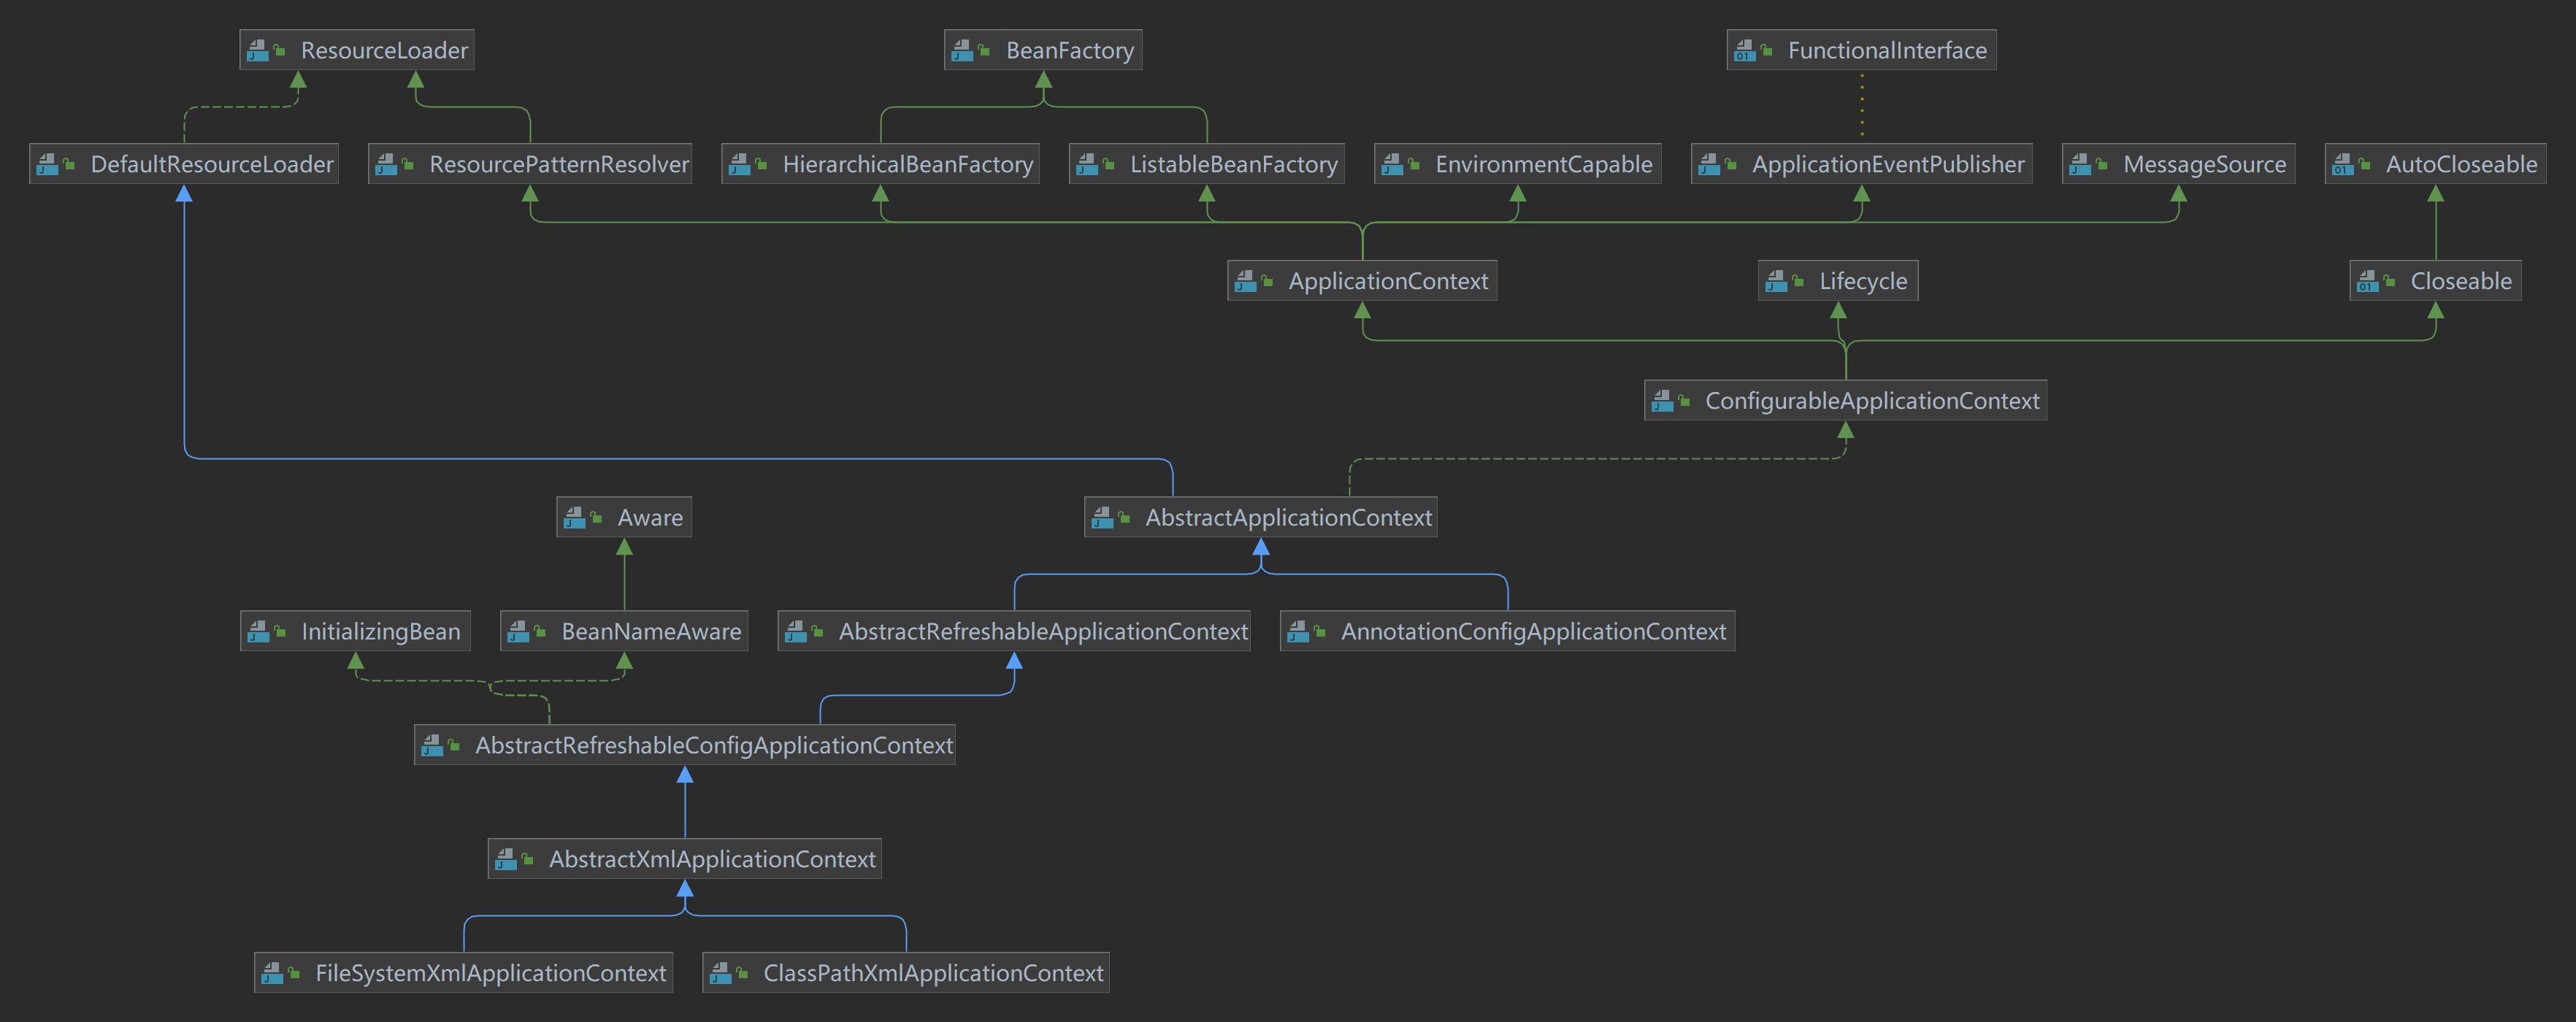 ResourceLoader
BeanFactory
FunctionalInterface
DefaultResourceLoader
ResourcePatternResolver
HierarchicalBeanFactory
ListableBeanFactory
EnvironmentCapable
ApplicationEventPublisher
MessageSource
AutoCloseable
ApplicationContext
Lifecycle
Closeable
ConfigurableApplicationContext
Aware
AbstractApplicationContext
InitializingBean
BeanNameAware
AbstractRefreshableApplicationContext
AnnotationConfigApplicationContext
AbstractRefreshableConfigApplicationContext
AbstractXmlApplicationContext
FileSystemXmlApplicationContext
ClassPathXmlApplicationContext